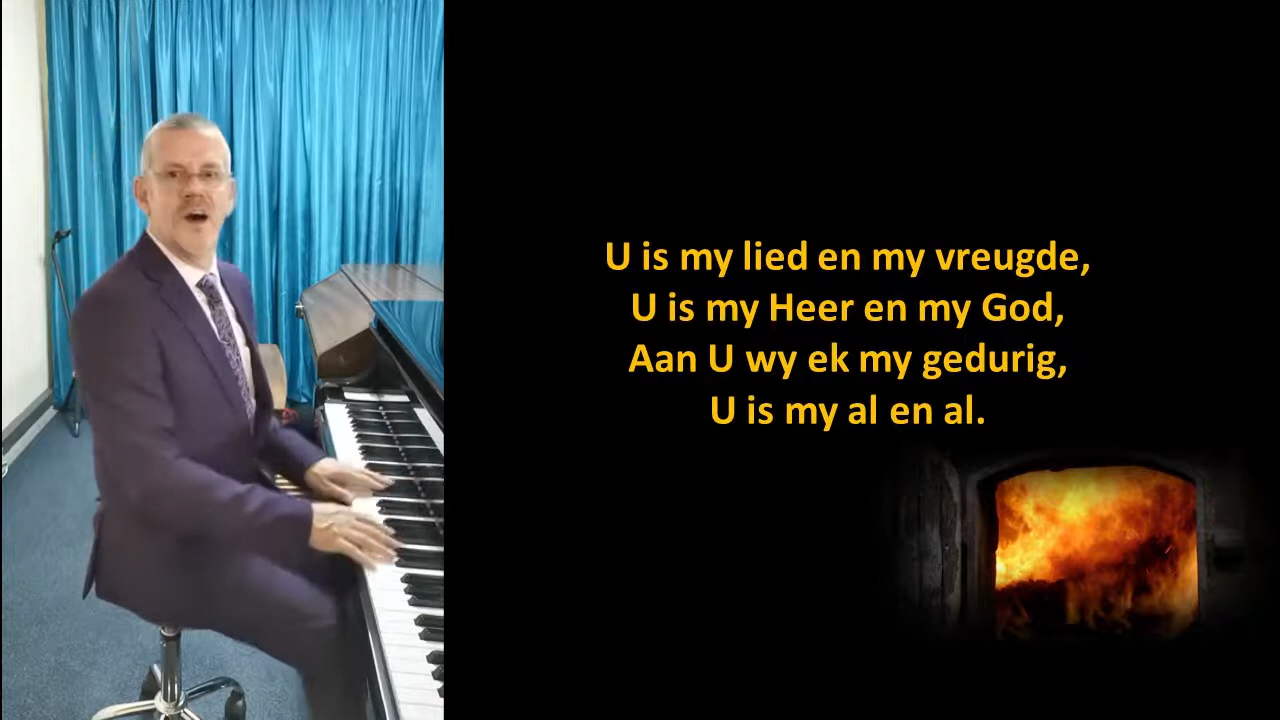 U is my lied en my vreugde,
U is my Heer en my God,
Aan U wy ek my gedurig,
U is my al en al.